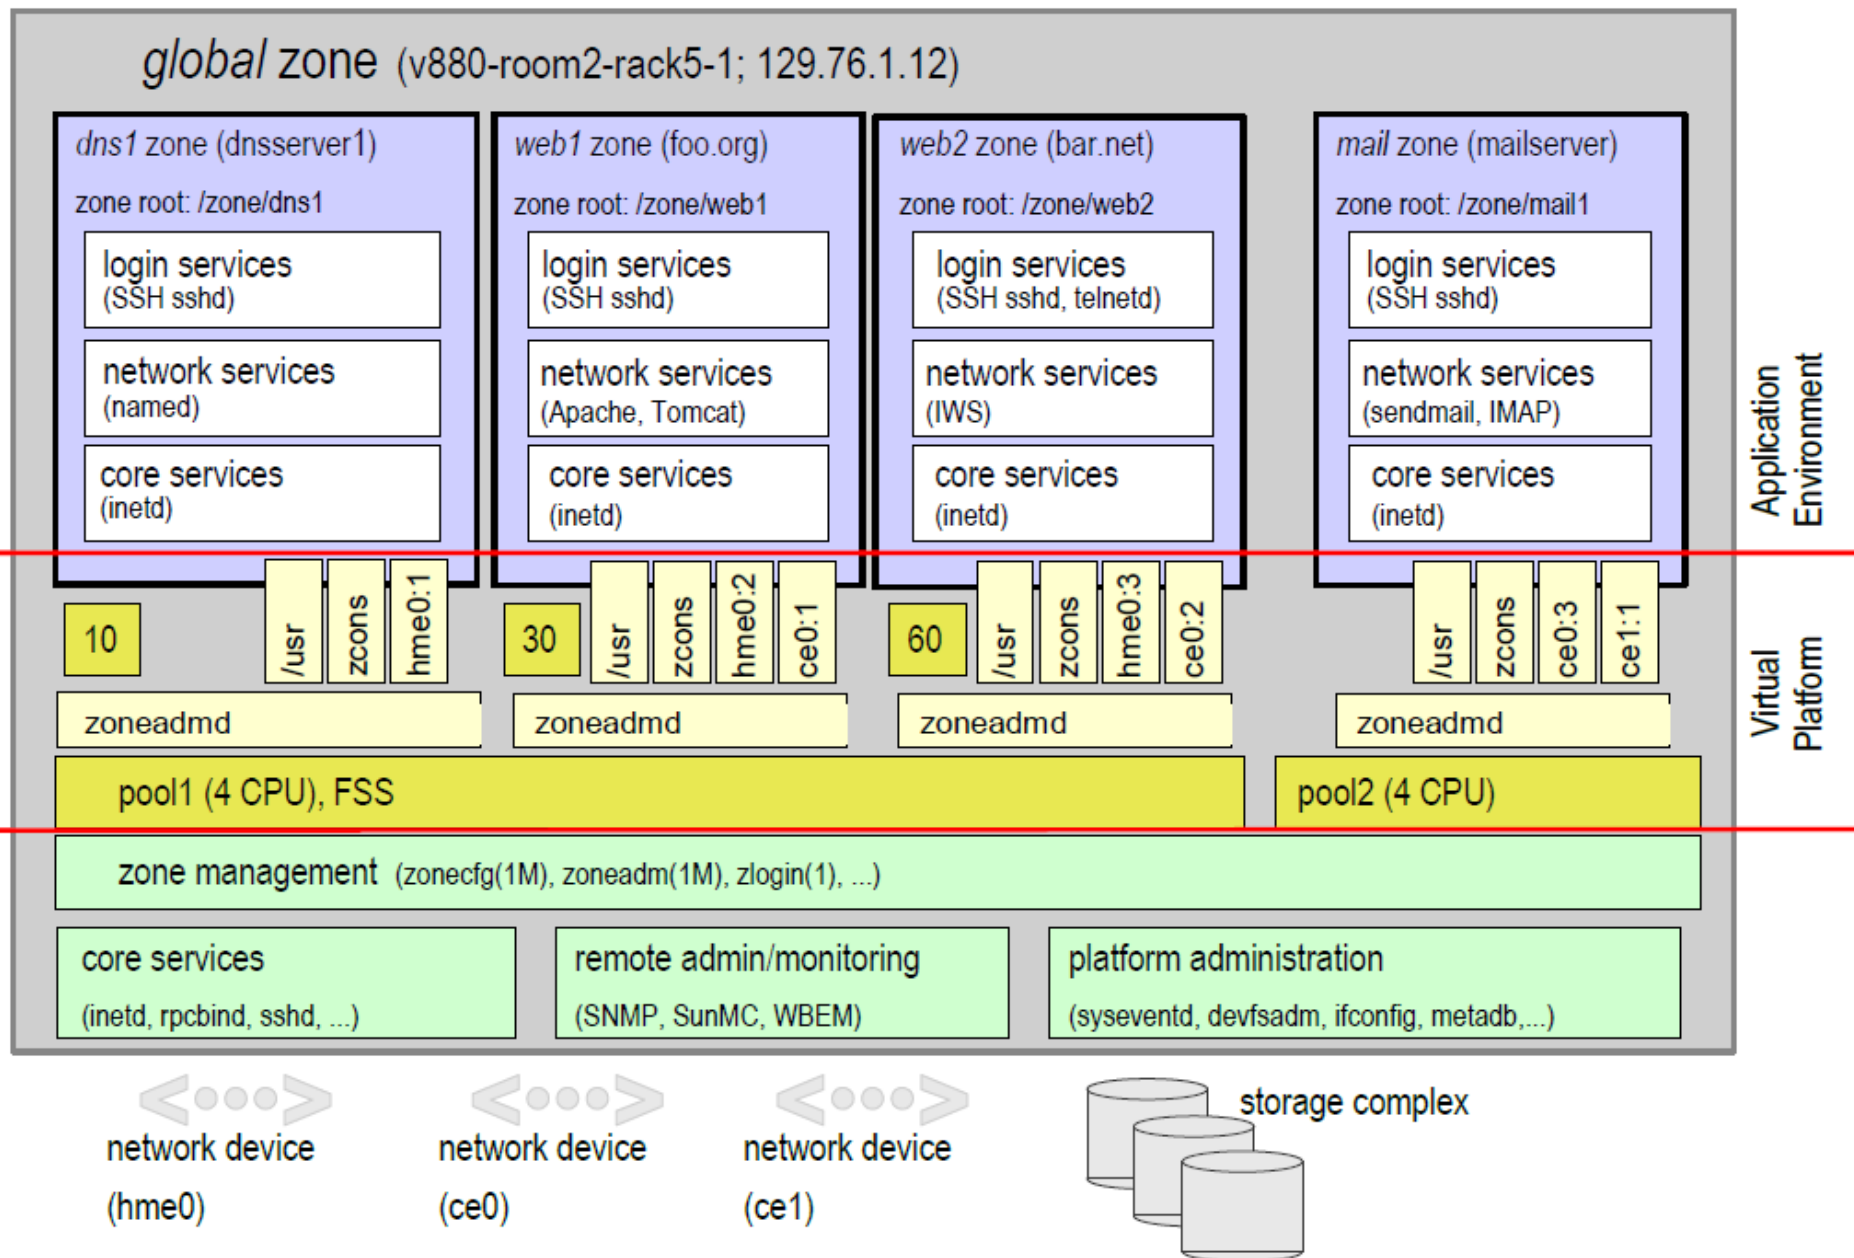 global zone (v880-room2-rack5-1; 129.76.1.12)
dns1 zone (dnsserver1)
zone root: /zone/dns1
login services
(SSH sshd)
network services
(named)
core services
(inetd)
web1 zone (foo.org)
zone root: /zone/web1
login services
(SSH sshd)
network services
(Apache, Tomcat)
core services
(inetd)
web2 zone (bar.net)
zone root: /zone/web2
login services
(SSH sshd, telnetd)
network services
(IWS)
core services
(inetd)
mail zone (mailserver)
zone root: /zone/mail1
login services
(SSH sshd)
network services
(sendmail, IMAP)
core services
(inetd)
Application
Environment
10
/usr
zcons
hme0:1
30
/usr
zcons
hme0:2
ce0:1
60
/usr
zcons
hme0:3
ce0:2
/usr
zcons
ce0:3
ce1:1
zoneadmd
zoneadmd
zoneadmd
zoneadmd
Virtual
Platform
pool1 (4 CPU), FSS
pool2 (4 CPU)
zone management (zonecfg(1M), zoneadm(1M), zlogin(1), ...)
core services
(inetd, rpcbind, sshd, ...)
remote admin/monitoring
(SNMP, SunMC, WBEM)
platform administration
(syseventd, devfsadm, ifconfig, metadb,...)
network device
(hme0)
network device
(ce0)
network device
(ce1)
storage complex